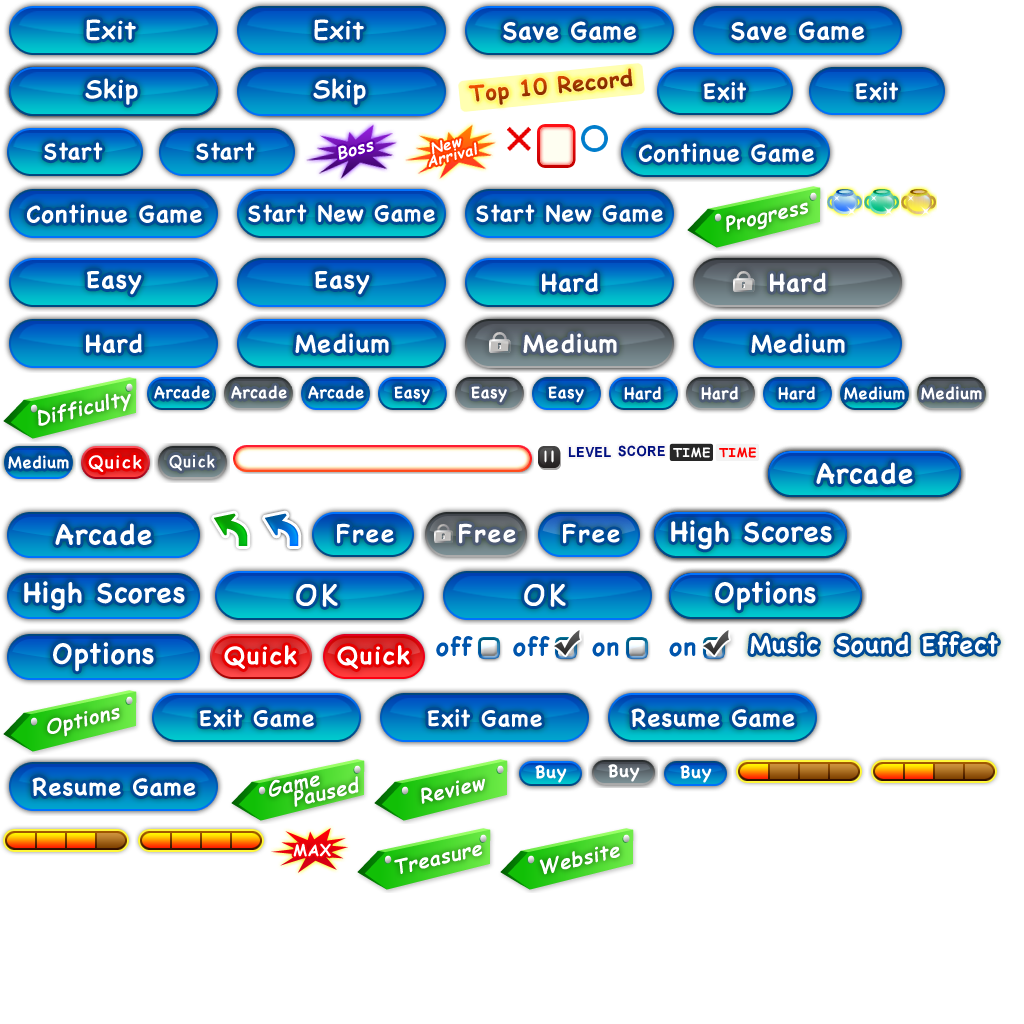 Exit Exit Save Game Save Game
Skip Skip Top 10 Record Exit Exit
Start Start Boss New Arrival Continue Game
Continue Game Start New Game Start New Game Progress
Easy Easy Hard Hard
Hard Medium Medium Medium
Difficulty Arcade Arcade Arcade Easy Easy Easy Hard Hard Hard Medium Medium
Medium Quick Quick LEVEL SCORE TIME TIME Arcade
Arcade Free Free Free High Scores
High Scores OK OK Options
Options Quick Quick off off on on Music Sound Effect
Options Exit Game Exit Game Resume Game
Resume Game Game Paused Review Buy Buy Buy
MAX Treasure Website